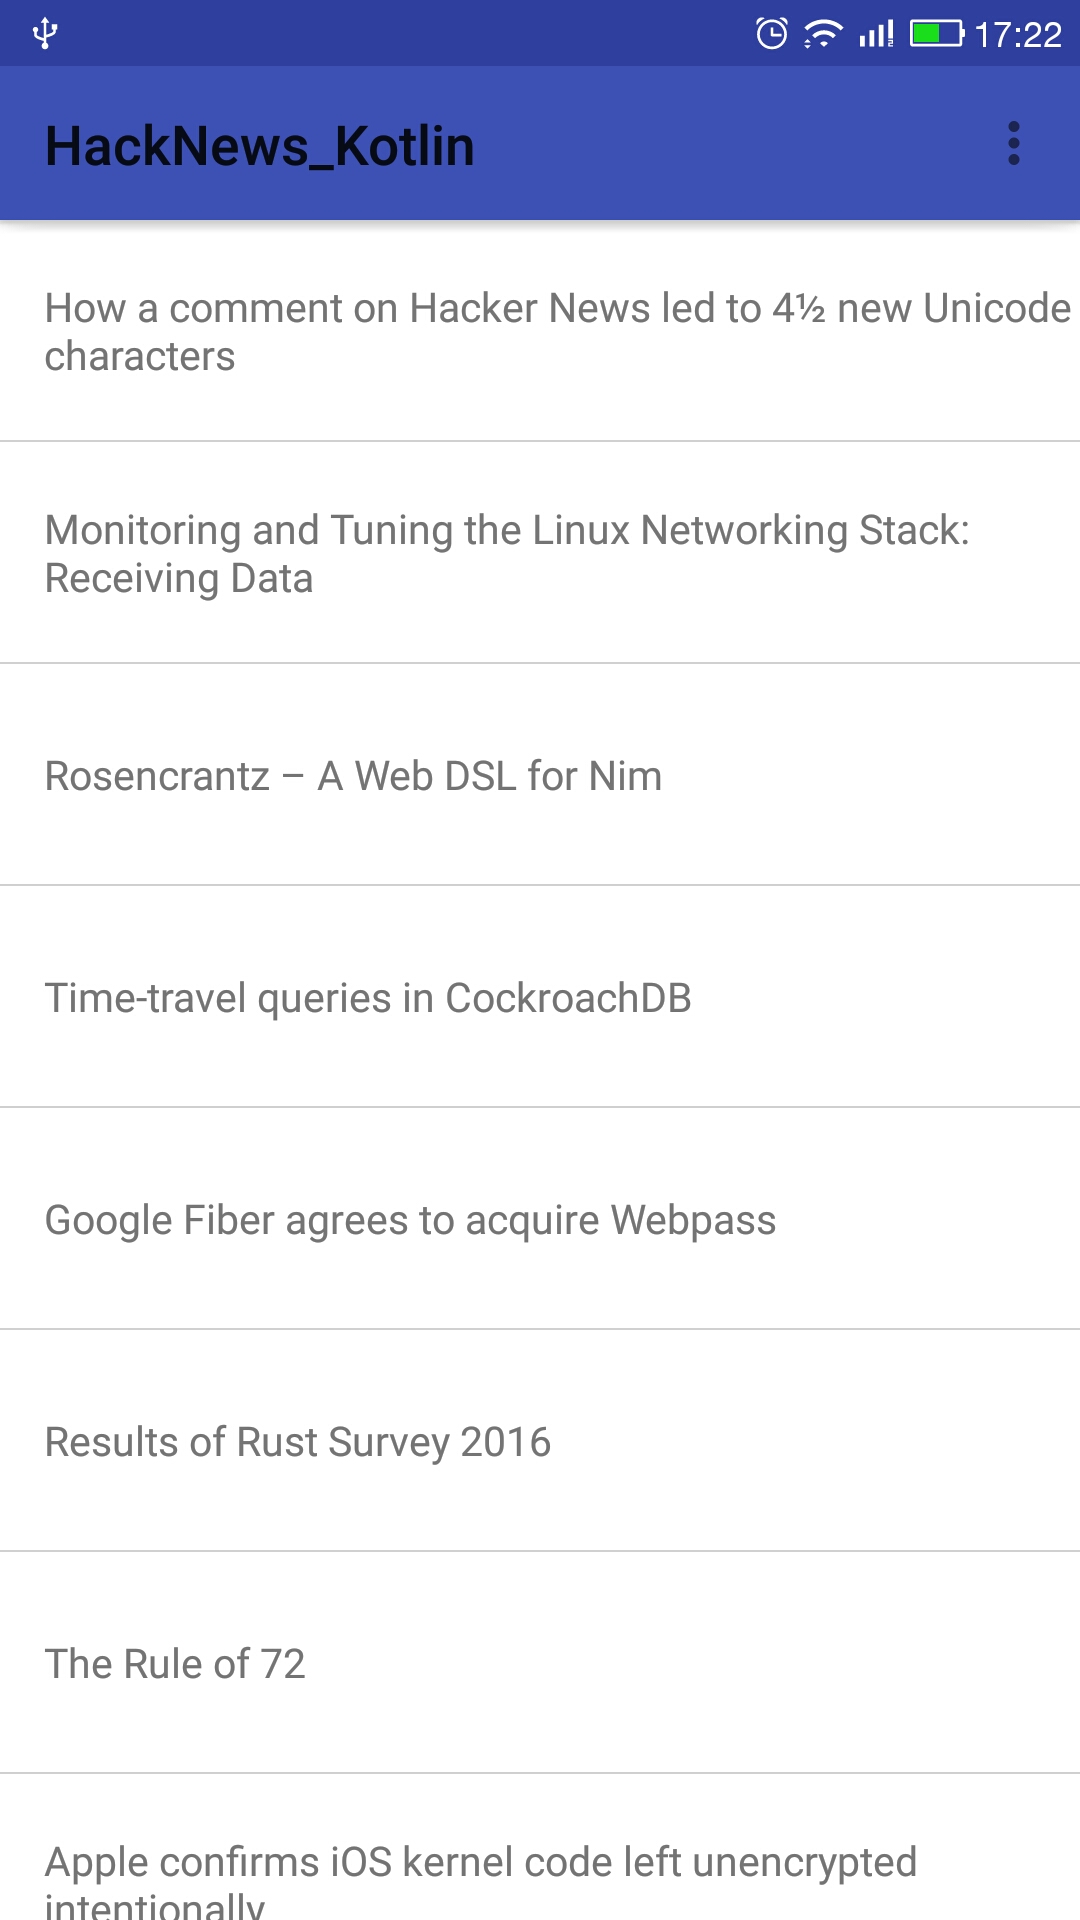 17:22
HackNews_Kotlin
How a comment on Hacker News led to 4½ new Unicode
characters
Monitoring and Tuning the Linux Networking Stack:
Receiving Data
Rosencrantz – A Web DSL for Nim
Time-travel queries in CockroachDB
Google Fiber agrees to acquire Webpass
Results of Rust Survey 2016
The Rule of 72
Apple confirms iOS kernel code left unencrypted
intentionally